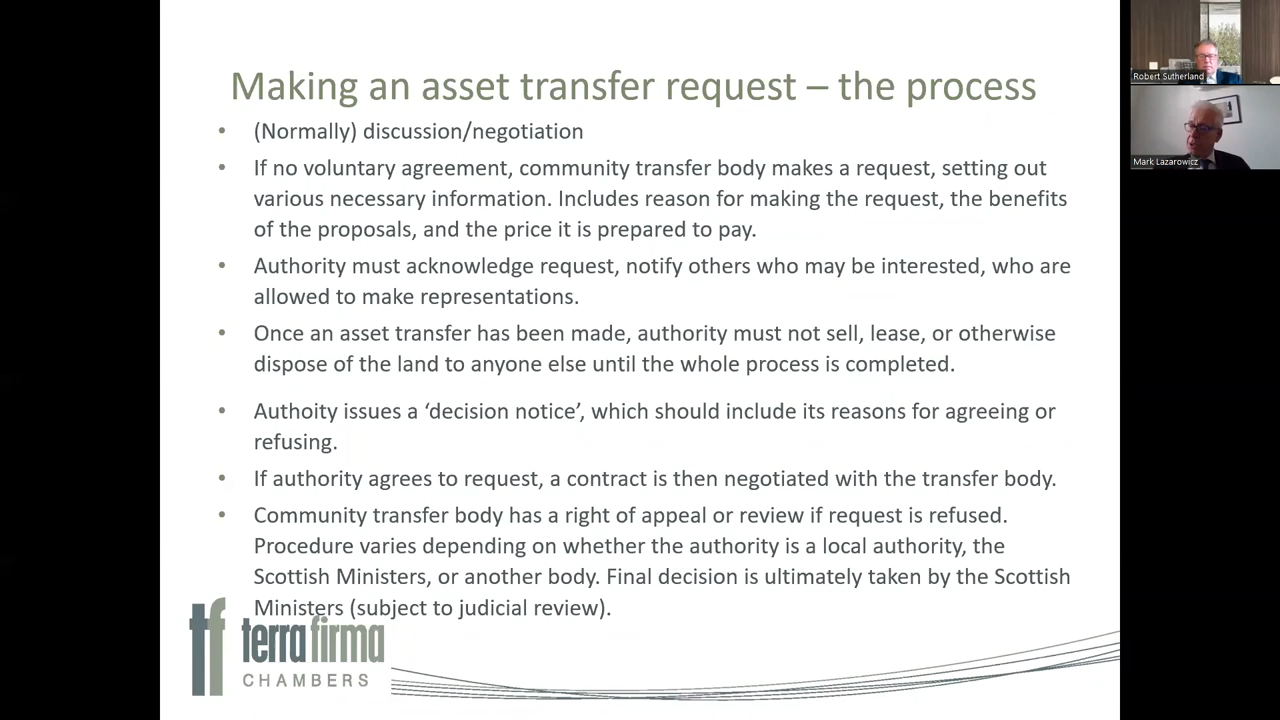 Making an asset transfer request – the process
• (Normally) discussion/negotiation
• If no voluntary agreement, community transfer body makes a request, setting out
various necessary information. Includes reason for making the request, the benefits
of the proposals, and the price it is prepared to pay.
• Authority must acknowledge request, notify others who may be interested, who are
allowed to make representations.
• Once an asset transfer has been made, authority must not sell, lease, or otherwise
dispose of the land to anyone else until the whole process is completed.
• Authoity issues a ‘decision notice’, which should include its reasons for agreeing or
refusing.
• If authority agrees to request, a contract is then negotiated with the transfer body.
• Community transfer body has a right of appeal or review if request is refused.
Procedure varies depending on whether the authority is a local authority, the
Scottish Ministers, or another body. Final decision is ultimately taken by the Scottish
Ministers (subject to judicial review).
tf terra firma
CHAMBERS
Robert Sutherland
Mark Lazarowicz